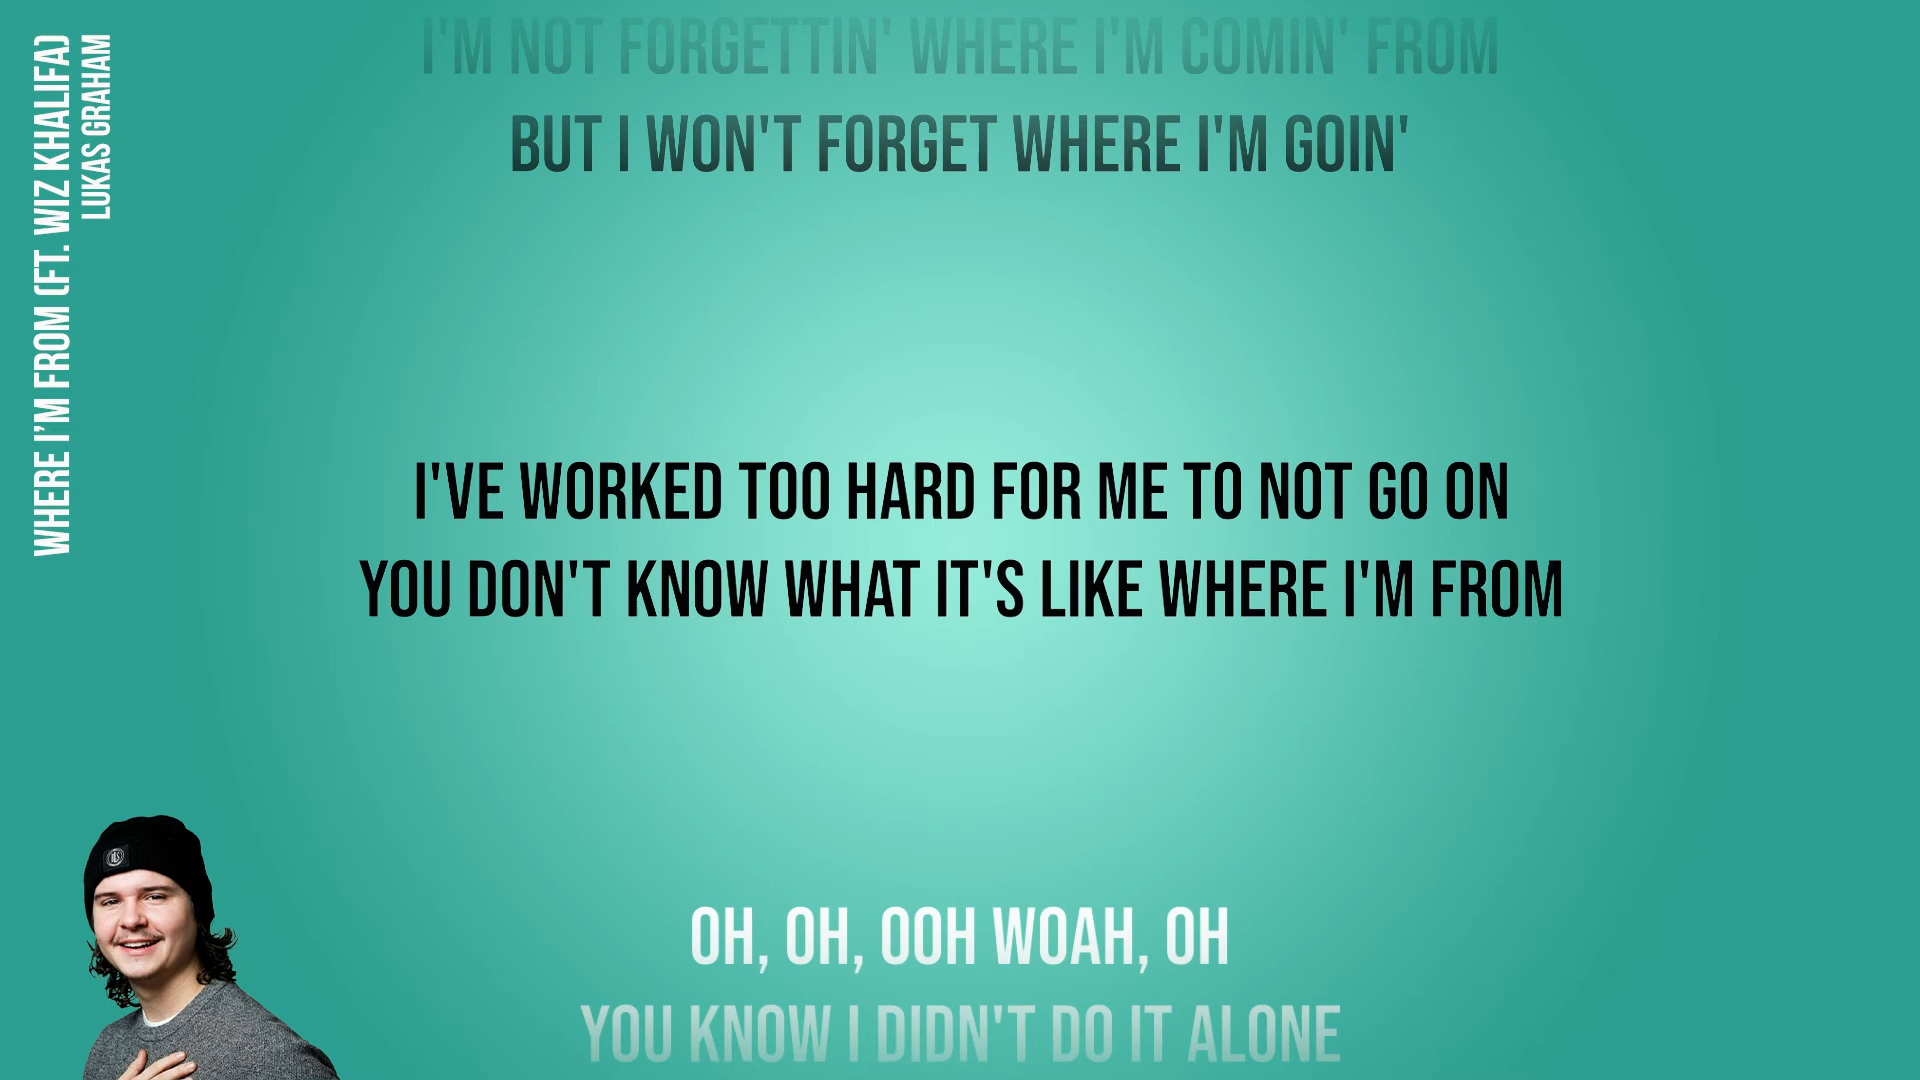 WHERE I'M FROM (FT. WIZ KHALIFA)
LUKAS GRAHAM
I'M NOT FORGETTIN' WHERE I'M COMIN' FROM
BUT I WON'T FORGET WHERE I'M GOIN'
I'VE WORKED TOO HARD FOR ME TO NOT GO ON
YOU DON'T KNOW WHAT IT'S LIKE WHERE I'M FROM
OH, OH, OOH WOAH, OH
YOU KNOW I DIDN'T DO IT ALONE